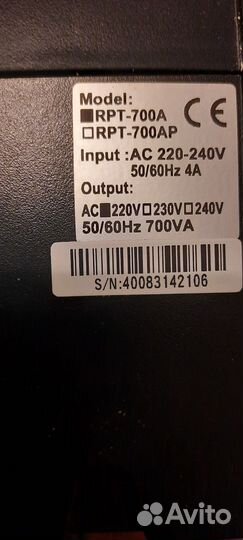 Model:
■RPT-700A
□RPT-700AP
CE
Input :AC 220-240V
50/60Hz 4A
Output:
AC■220V□230V□240V
50/60Hz 700VA
S/N:40083142106
Avito